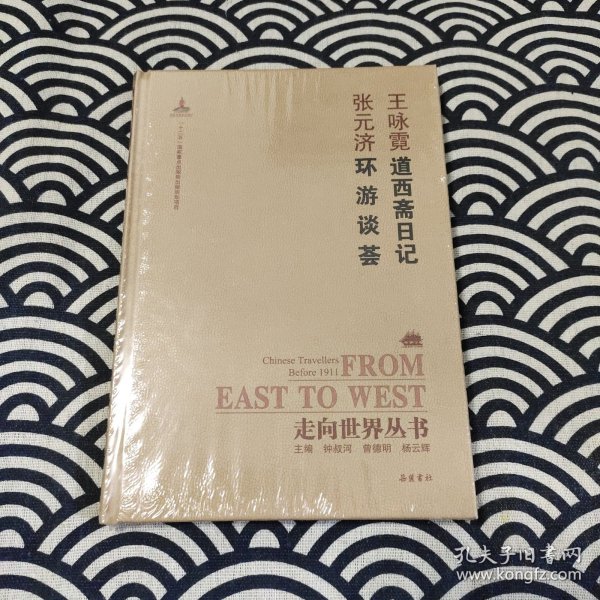 王咏霓 道西斋日记
张元济 环游谈荟
Chinese Travellers
Before 1911 FROM
EAST TO WEST
走向世界丛书
主编 钟叔河 曾德明 杨云辉
岳麓书社
孔夫子旧书网
www.kongfz.com